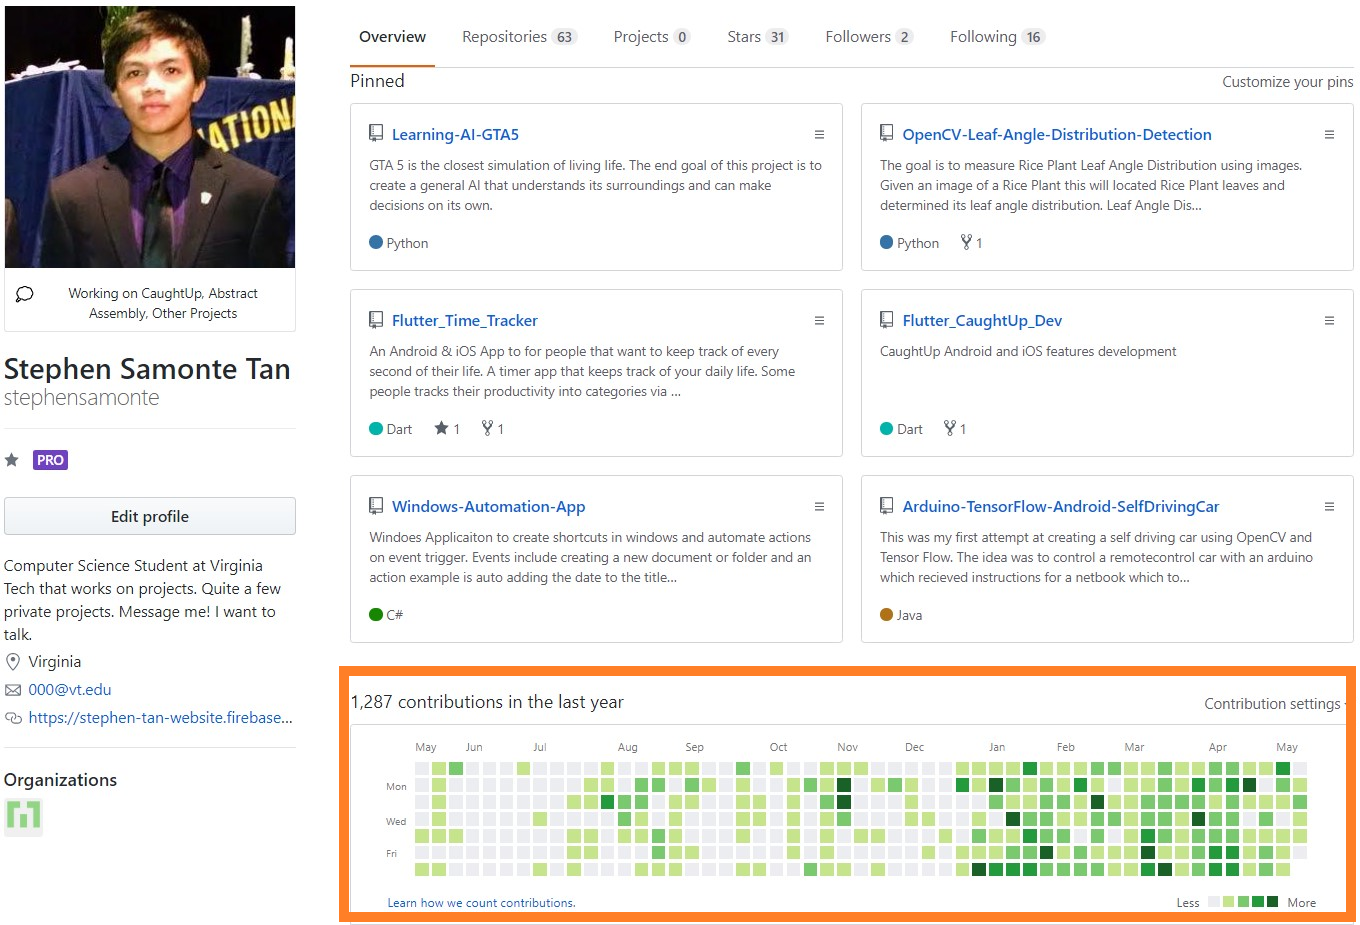 Overview Repositories 63 Projects 0 Stars 31 Followers 2 Following 16
Pinned Customize your pins
ATIONA
Learning-AI-GTA5
GTA 5 is the closest simulation of living life. The end goal of this project is to
create a general AI that understands its surroundings and can make
decisions on its own.
Python
OpenCV-Leaf-Angle-Distribution-Detection
The goal is to measure Rice Plant Leaf Angle Distribution using images.
Given an image of a Rice Plant this will located Rice Plant leaves and
determined its leaf angle distribution. Leaf Angle Dis...
Python 1
Working on CaughtUp, Abstract
Assembly, Other Projects
Stephen Samonte Tan
stephensamonte
PRO
Edit profile
Computer Science Student at Virginia
Tech that works on projects. Quite a few
private projects. Message me! I want to
talk.
Virginia
000@vt.edu
https://stephen-tan-website.firebase...
Organizations
Flutter_Time_Tracker
An Android & iOS App to for people that want to keep track of every
second of their life. A timer app that keeps track of your daily life. Some
people tracks their productivity into categories via ...
Dart 1 1
Flutter_CaughtUp_Dev
CaughtUp Android and iOS features development
Dart 1
Windows-Automation-App
Windoes Applicaiton to create shortcuts in windows and automate actions
on event trigger. Events include creating a new document or folder and an
action example is auto adding the date to the title...
C#
Arduino-TensorFlow-Android-SelfDrivingCar
This was my first attempt at creating a self driving car using OpenCV and
Tensor Flow. The idea was to control a remotecontrol car with an arduino
which recieved instructions for a netbook which to...
Java
1,287 contributions in the last year Contribution settings
May Jun Jul Aug Sep Oct Nov Dec Jan Feb Mar Apr May
Mon
Wed
Fri
Learn how we count contributions. Less More